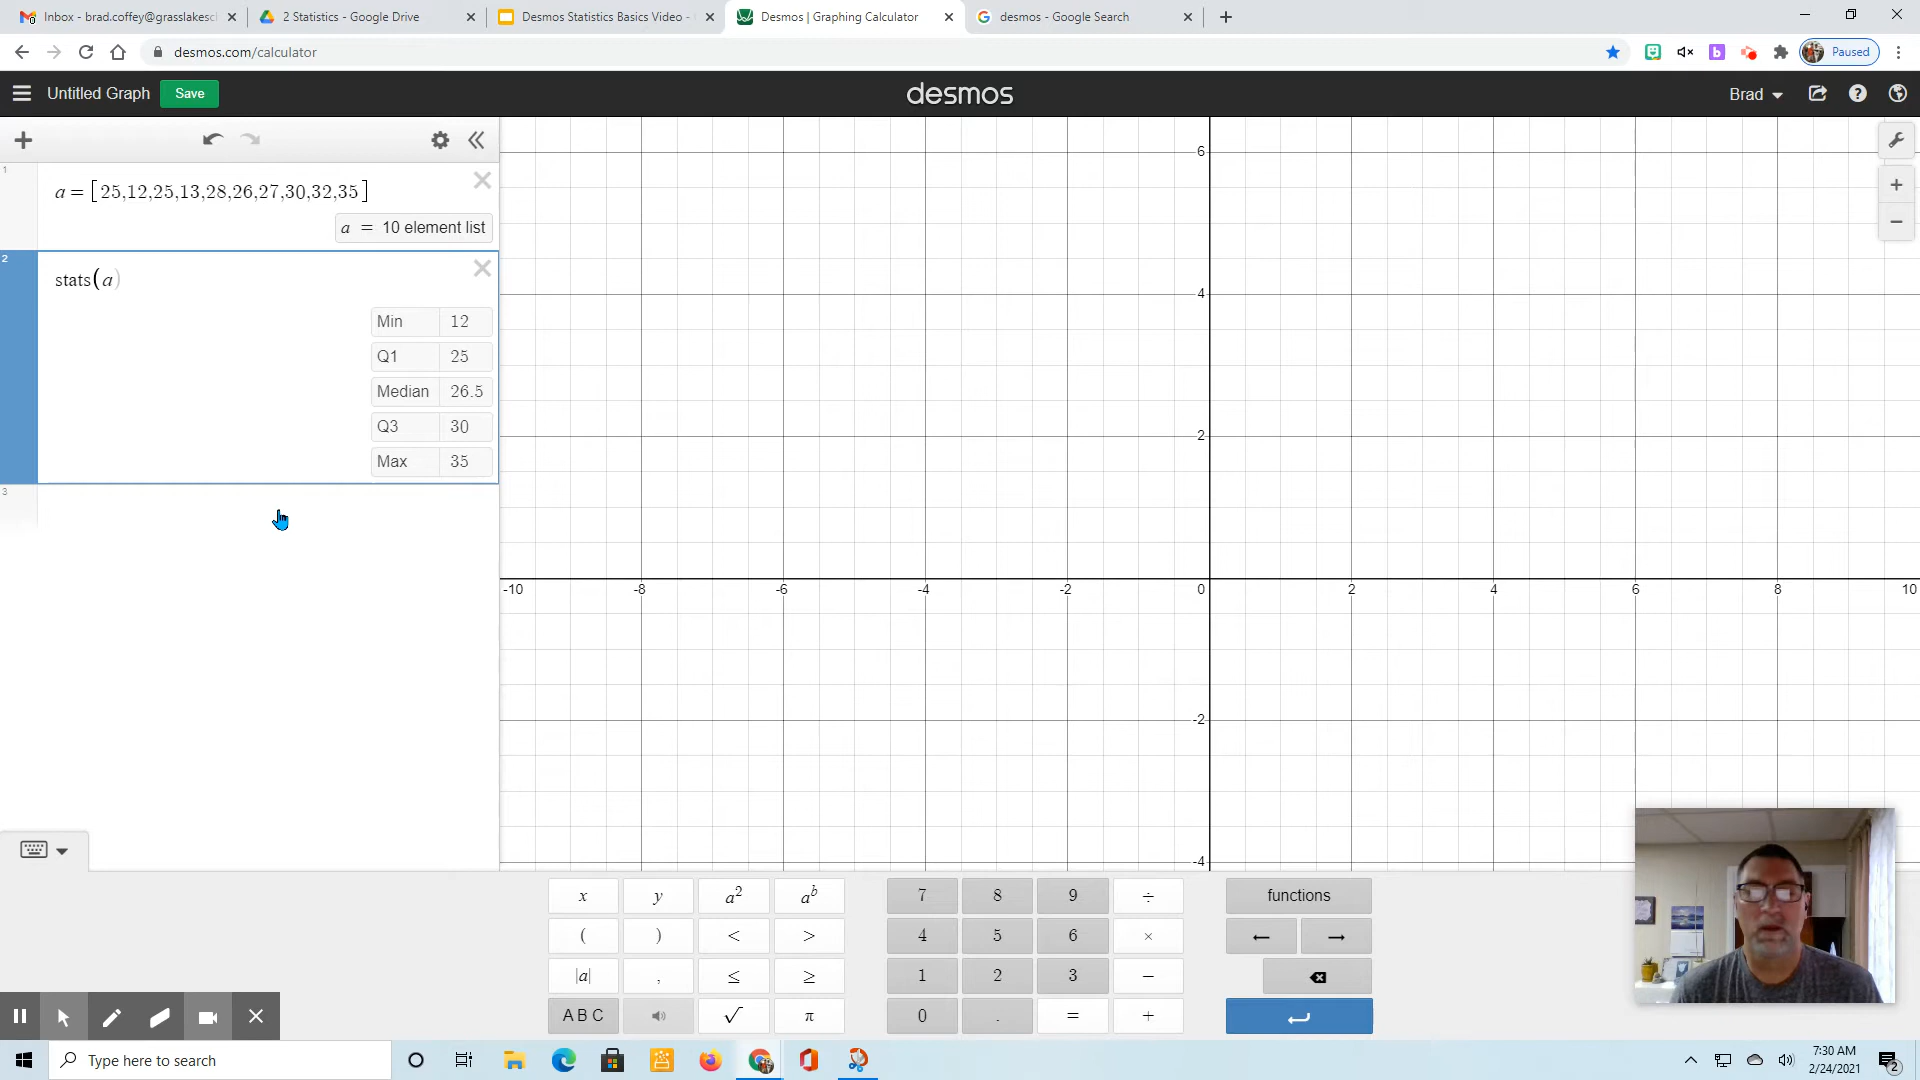 Inbox - brad.coffey@grasslakesc
2 Statistics - Google Drive
Desmos Statistics Basics Video -
Desmos | Graphing Calculator
desmos - Google Search
desmos.com/calculator
Paused
Untitled Graph
Save
desmos
Brad
1
a = [25,12,25,13,28,26,27,30,32,35]
a = 10 element list
2
stats(a)
Min 12
Q1 25
Median 26.5
Q3 30
Max 35
3
6
4
2
-10 -8 -6 -4 -2 0 2 4 6 8 10
-2
-4
x y a² aᵇ 7 8 9 ÷ functions
( ) < > 4 5 6 × ← →
|a| , ≤ ≥ 1 2 3 −
A B C √ π 0 . = +
Type here to search
7:30 AM
2/24/2021
2